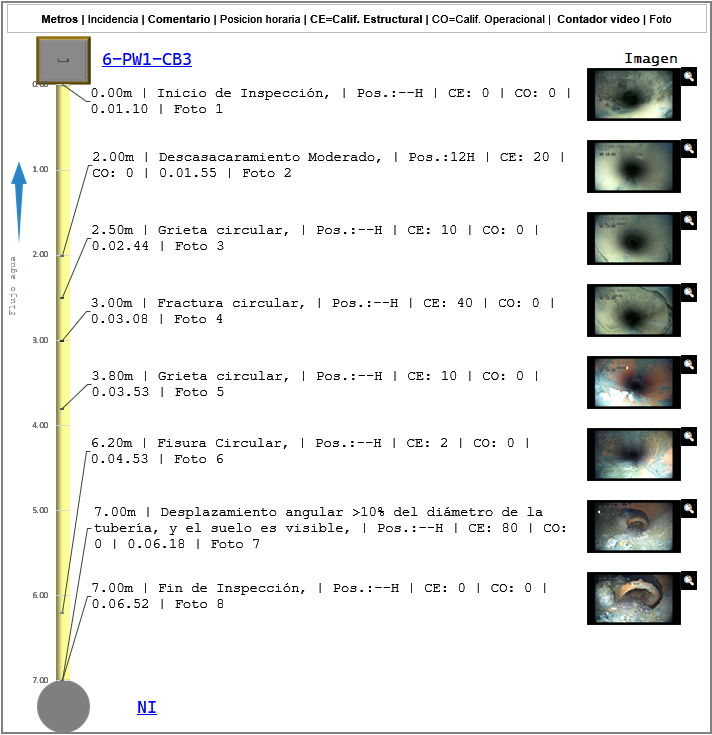 Metros | Incidencia | Comentario | Posicion horaria | CE=Calif. Estructural | CO=Calif. Operacional | Contador video | Foto
6-PW1-CB3
Imagen
0.00
0.00m | Inicio de Inspección, | Pos.:--H | CE: 0 | CO: 0 |
0.01.10 | Foto 1
2.00m | Descasacaramiento Moderado, | Pos.:12H | CE: 20 |
CO: 0 | 0.01.55 | Foto 2
1.00
2.50m | Grieta circular, | Pos.:--H | CE: 10 | CO: 0 |
0.02.44 | Foto 3
2.00
Flujo agua
3.00m | Fractura circular, | Pos.:--H | CE: 40 | CO: 0 |
0.03.08 | Foto 4
3.00
3.80m | Grieta circular, | Pos.:--H | CE: 10 | CO: 0 |
0.03.53 | Foto 5
4.00
6.20m | Fisura Circular, | Pos.:--H | CE: 2 | CO: 0 |
0.04.53 | Foto 6
5.00
7.00m | Desplazamiento angular >10% del diámetro de la
tubería, y el suelo es visible, | Pos.:--H | CE: 80 | CO:
0 | 0.06.18 | Foto 7
7.00m | Fin de Inspección, | Pos.:--H | CE: 0 | CO: 0 |
0.06.52 | Foto 8
6.00
7.00
NI